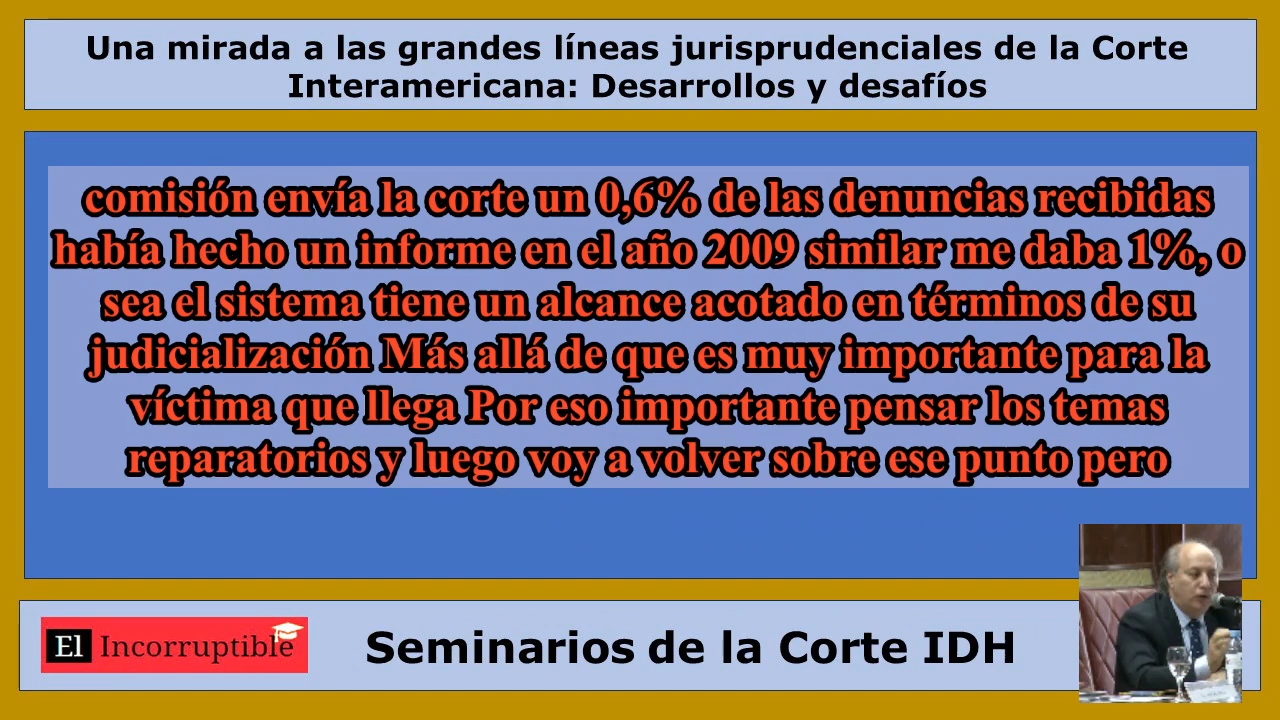 Una mirada a las grandes líneas jurisprudenciales de la Corte
Interamericana: Desarrollos y desafíos
comisión envía la corte un 0,6% de las denuncias recibidas
había hecho un informe en el año 2009 similar me daba 1%, o
sea el sistema tiene un alcance acotado en términos de su
judicialización Más allá de que es muy importante para la
víctima que llega Por eso importante pensar los temas
reparatorios y luego voy a volver sobre ese punto pero
El Incorruptible
Seminarios de la Corte IDH